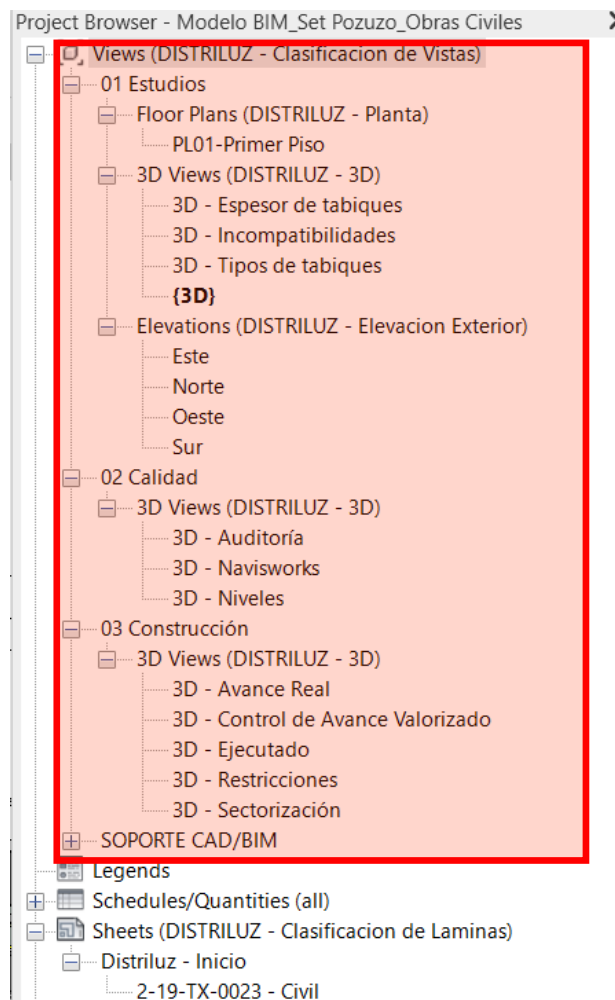 Project Browser - Modelo BIM_Set Pozuzo_Obras Civiles
Views (DISTRILUZ - Clasificacion de Vistas)
01 Estudios
Floor Plans (DISTRILUZ - Planta)
PL01-Primer Piso
3D Views (DISTRILUZ - 3D)
3D - Espesor de tabiques
3D - Incompatibilidades
3D - Tipos de tabiques
{3D}
Elevations (DISTRILUZ - Elevacion Exterior)
Este
Norte
Oeste
Sur
02 Calidad
3D Views (DISTRILUZ - 3D)
3D - Auditoría
3D - Navisworks
3D - Niveles
03 Construcción
3D Views (DISTRILUZ - 3D)
3D - Avance Real
3D - Control de Avance Valorizado
3D - Ejecutado
3D - Restricciones
3D - Sectorización
SOPORTE CAD/BIM
Legends
Schedules/Quantities (all)
Sheets (DISTRILUZ - Clasificacion de Laminas)
Distriluz - Inicio
2-19-TX-0023 - Civil